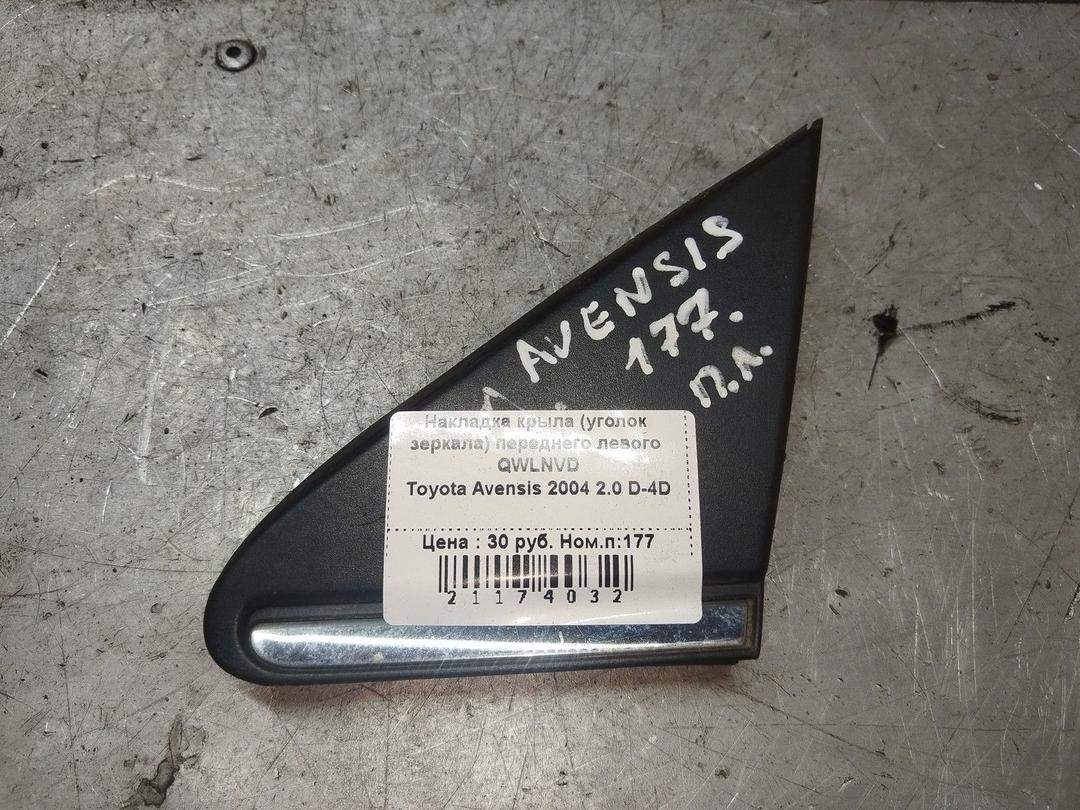 AVENSIS
177.
П.Л.
Накладка крыла (уголок
зеркала) переднего левого
QWLNVD
Toyota Avensis 2004 2.0 D-4D
Цена : 30 руб. Ном.п:177
21174032